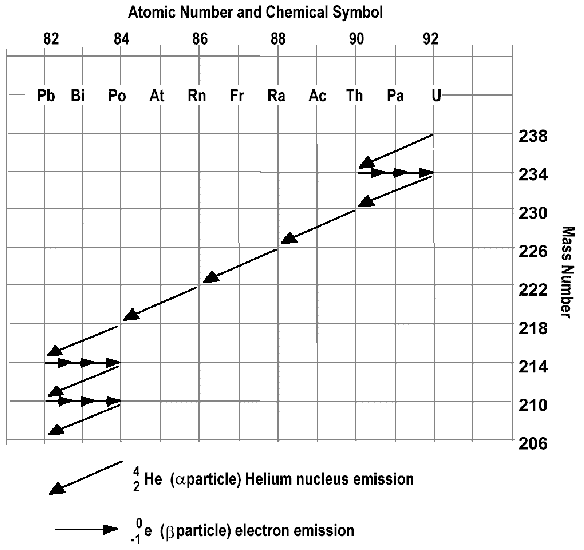 Atomic Number and Chemical Symbol
82 84 86 88 90 92
Pb Bi Po At Rn Fr Ra Ac Th Pa U
238
234
230
226
222
218
214
210
206
Mass Number
4
2 He (αparticle) Helium nucleus emission
0
-1 e (βparticle) electron emission